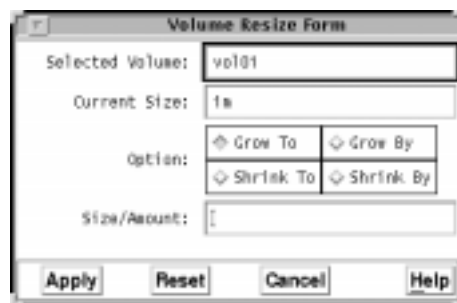 Volume Resize Form
Selected Volume: vol01
Current Size: 1m
Option:
Grow To Grow By
Shrink To Shrink By
Size/Amount:
Apply Reset Cancel Help